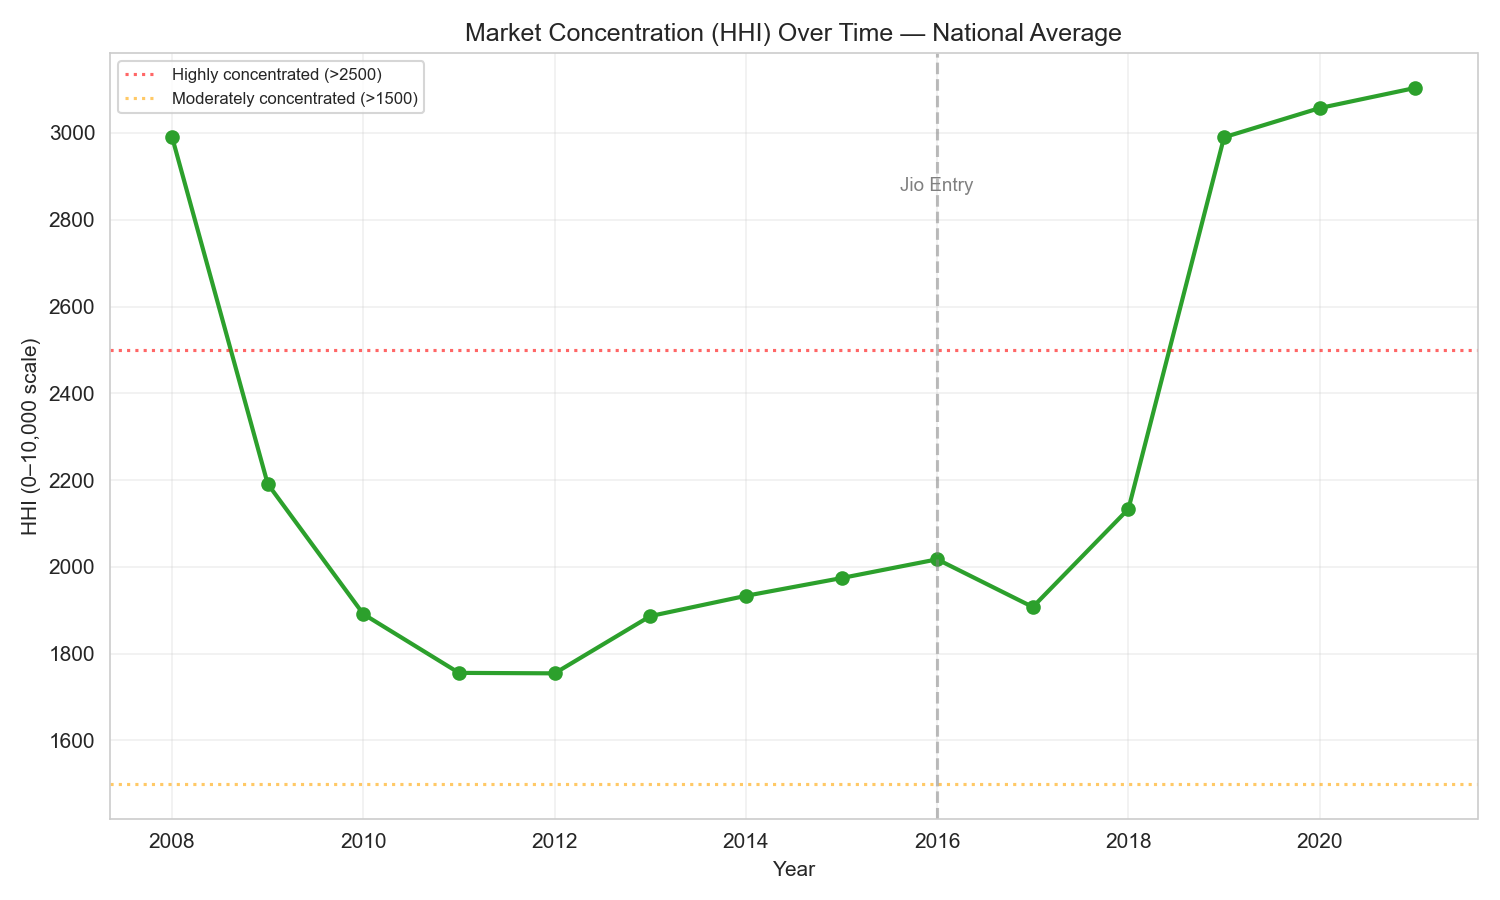 Market Concentration (HHI) Over Time — National Average
Highly concentrated (>2500)
Moderately concentrated (>1500)
Jio Entry
HHI (0–10,000 scale)
3000
2800
2600
2400
2200
2000
1800
1600
2008 2010 2012 2014 2016 2018 2020
Year